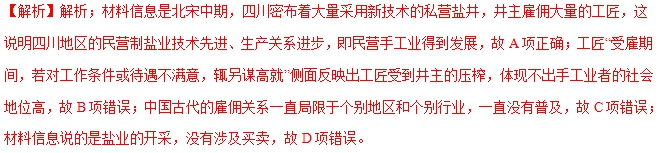 【解析】解析；材料信息是北宋中期，四川密布着大量采用新技术的私营盐井，井主雇佣大量的工匠，这
说明四川地区的民营制盐业技术先进、生产关系进步，即民营手工业得到发展，故 A 项正确；工匠“受雇期
间，若对工作条件或待遇不满意，辄另谋高就”侧面反映出工匠受到井主的压榨，体现不出手工业者的社会
地位高，故 B 项错误；中国古代的雇佣关系一直局限于个别地区和个别行业，一直没有普及，故 C 项错误；
材料信息说的是盐业的开采，没有涉及买卖，故 D 项错误。